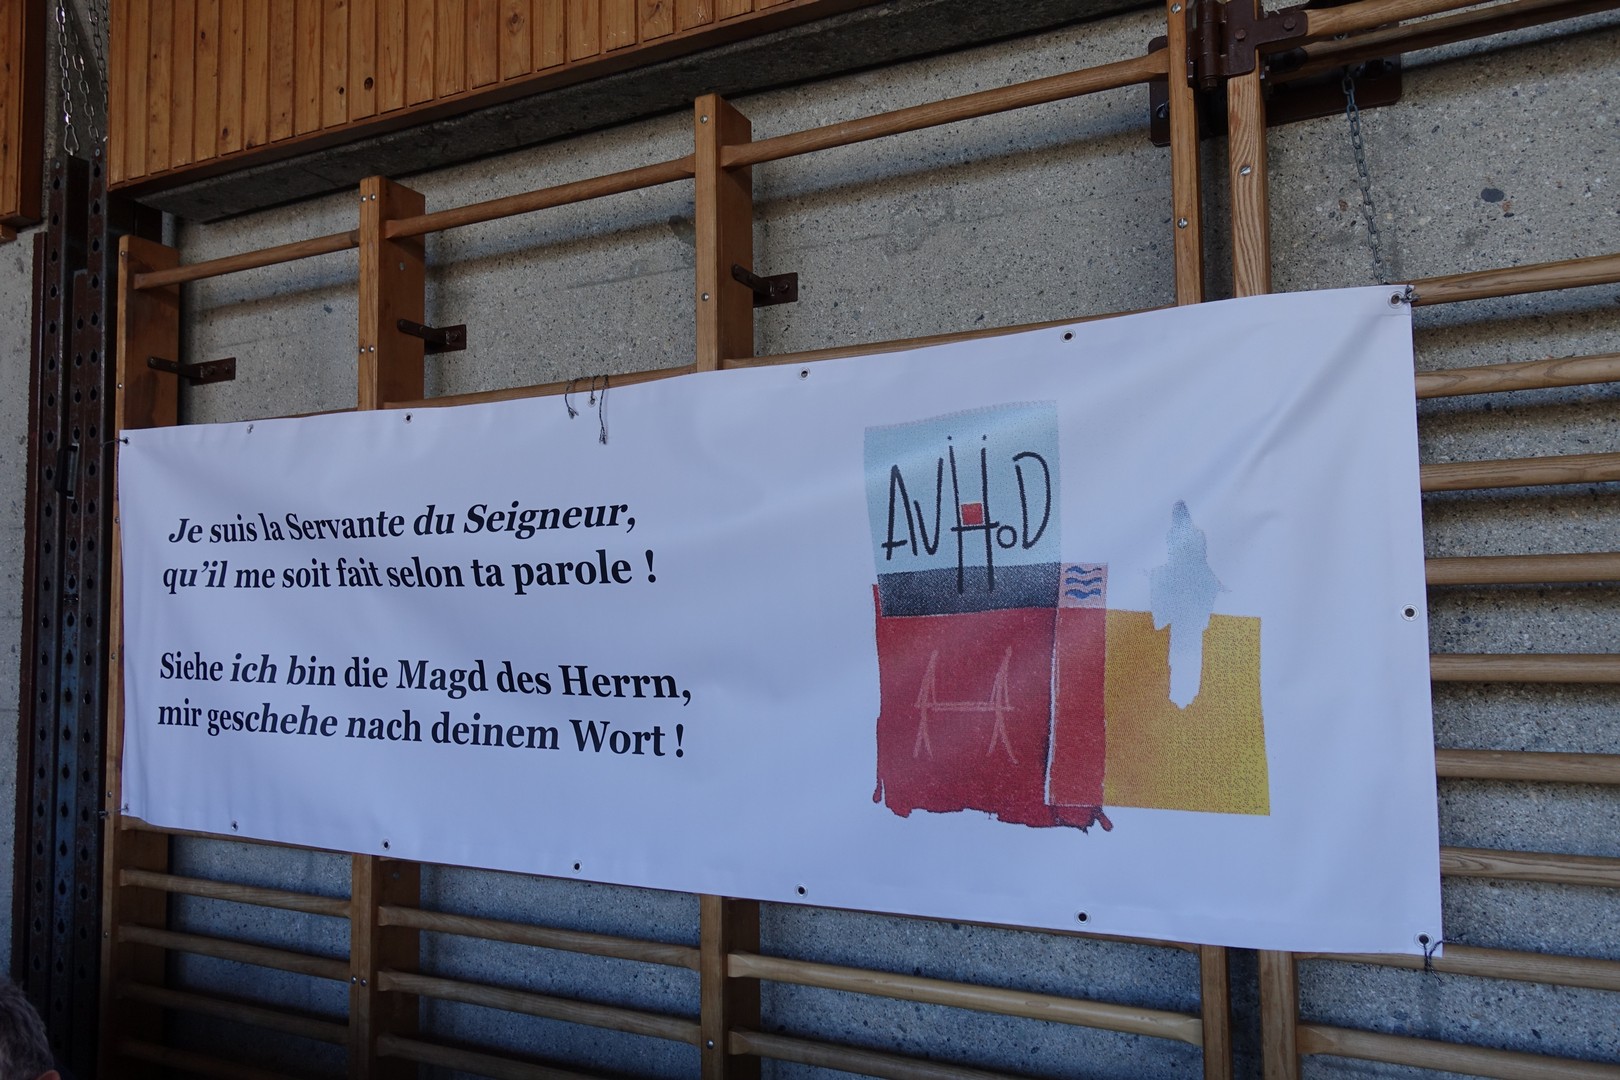 Je suis la Servante du Seigneur,
qu’il me soit fait selon ta parole !
Siehe ich bin die Magd des Herrn,
mir geschehe nach deinem Wort !
AVHOD